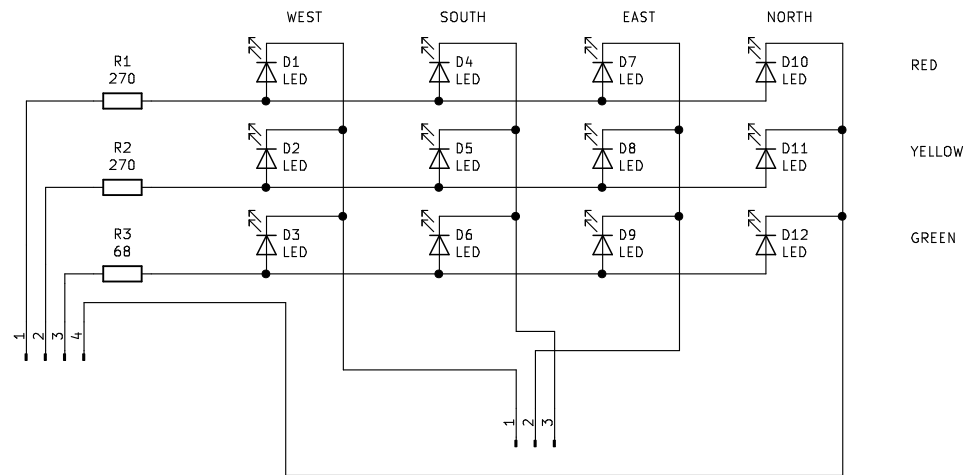 WEST SOUTH EAST NORTH
R1
270
D1
LED
D4
LED
D7
LED
D10
LED
RED
R2
270
D2
LED
D5
LED
D8
LED
D11
LED
YELLOW
R3
68
D3
LED
D6
LED
D9
LED
D12
LED
GREEN
1 2 3 4
1 2 3